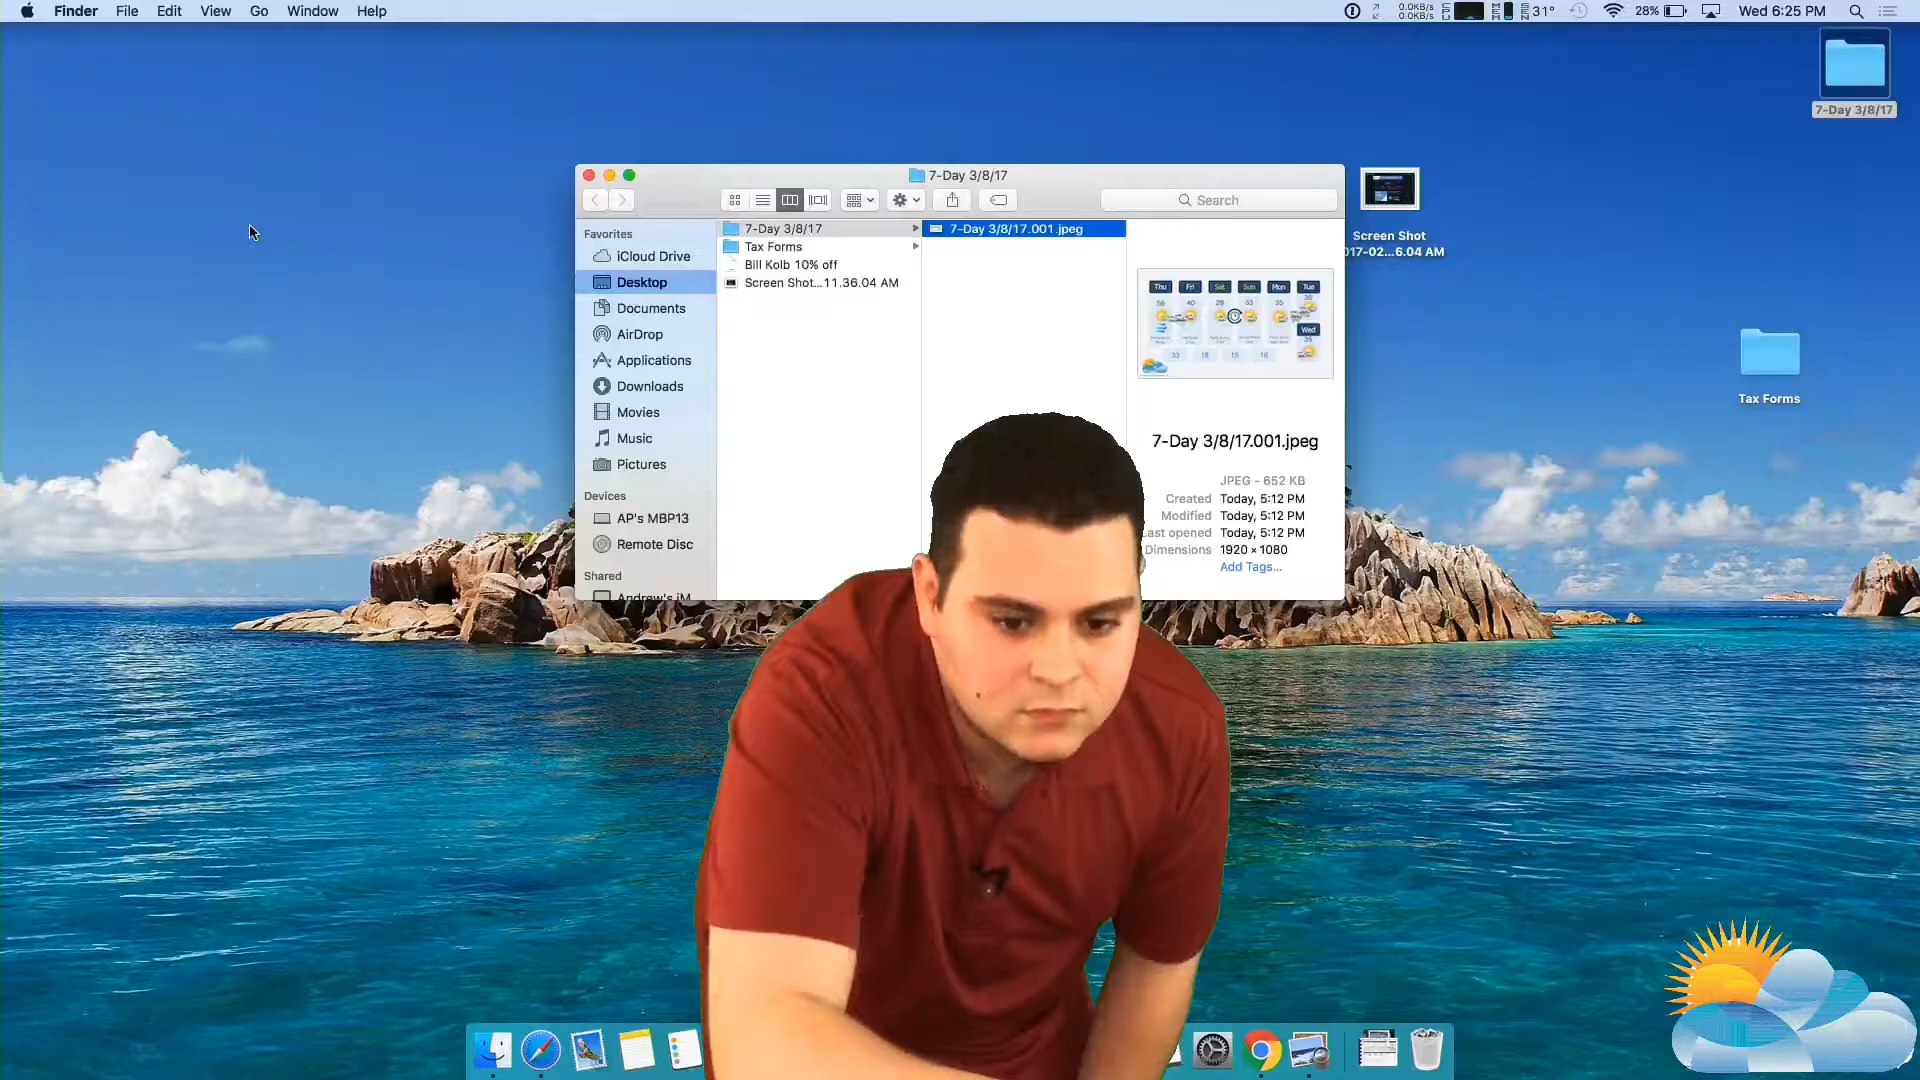 Finder File Edit View Go Window Help
0.0KB/s
0.0KB/s
31° 28% Wed 6:25 PM
7-Day 3/8/17
7-Day 3/8/17
Search
Favorites
iCloud Drive
Desktop
Documents
AirDrop
Applications
Downloads
Movies
Music
Pictures
Devices
AP's MBP13
Remote Disc
Shared
Andrew's iM
7-Day 3/8/17
Tax Forms
Bill Kolb 10% off
Screen Shot...11.36.04 AM
7-Day 3/8/17.001.jpeg
Thu Fri Sat Sun Mon Tue
Wed
33 18 15 16
7-Day 3/8/17.001.jpeg
JPEG - 652 KB
Created Today, 5:12 PM
Modified Today, 5:12 PM
Last opened Today, 5:12 PM
Dimensions 1920 × 1080
Add Tags...
Screen Shot
017-02...6.04 AM
Tax Forms